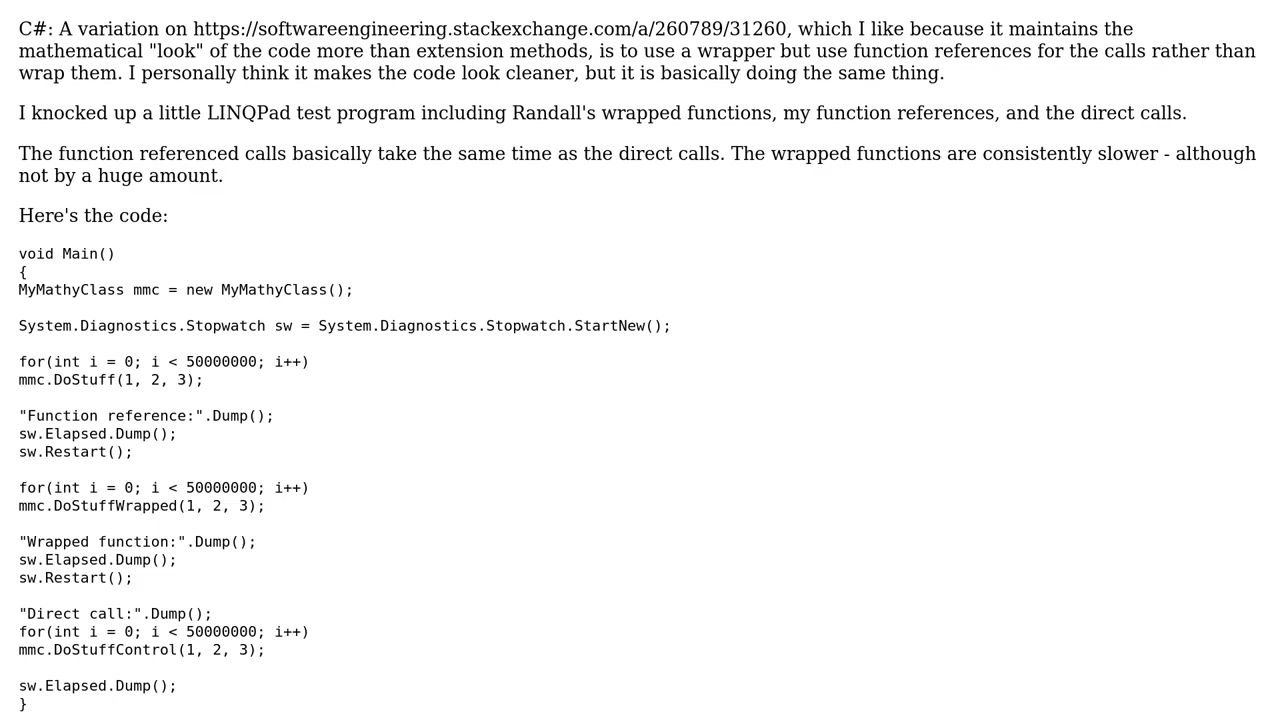 C#: A variation on https://softwareengineering.stackexchange.com/a/260789/31260, which I like because it maintains the
mathematical "look" of the code more than extension methods, is to use a wrapper but use function references for the calls rather than
wrap them. I personally think it makes the code look cleaner, but it is basically doing the same thing.
I knocked up a little LINQPad test program including Randall's wrapped functions, my function references, and the direct calls.
The function referenced calls basically take the same time as the direct calls. The wrapped functions are consistently slower - although
not by a huge amount.
Here's the code:
void Main()
{
MyMathyClass mmc = new MyMathyClass();
System.Diagnostics.Stopwatch sw = System.Diagnostics.Stopwatch.StartNew();
for(int i = 0; i < 50000000; i++)
mmc.DoStuff(1, 2, 3);
"Function reference:".Dump();
sw.Elapsed.Dump();
sw.Restart();
for(int i = 0; i < 50000000; i++)
mmc.DoStuffWrapped(1, 2, 3);
"Wrapped function:".Dump();
sw.Elapsed.Dump();
sw.Restart();
"Direct call:".Dump();
for(int i = 0; i < 50000000; i++)
mmc.DoStuffControl(1, 2, 3);
sw.Elapsed.Dump();
}